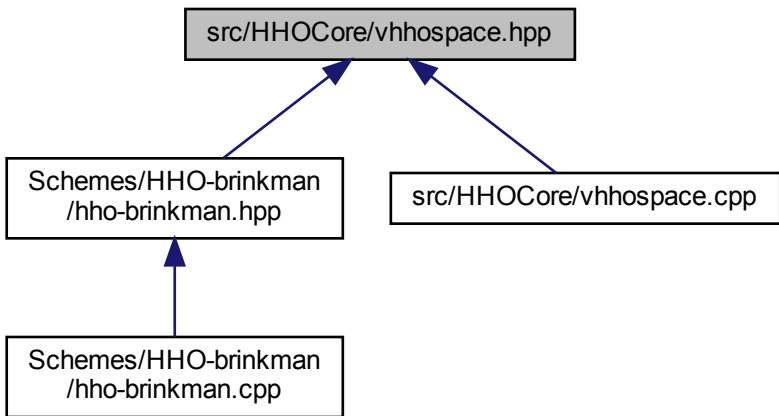 src/HHOCore/vhhospace.hpp
Schemes/HHO-brinkman
/hho-brinkman.hpp
src/HHOCore/vhhospace.cpp
Schemes/HHO-brinkman
/hho-brinkman.cpp